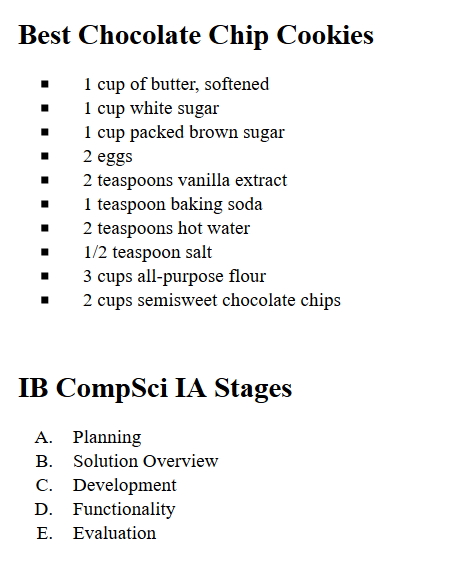 Best Chocolate Chip Cookies
▪ 1 cup of butter, softened
▪ 1 cup white sugar
▪ 1 cup packed brown sugar
▪ 2 eggs
▪ 2 teaspoons vanilla extract
▪ 1 teaspoon baking soda
▪ 2 teaspoons hot water
▪ 1/2 teaspoon salt
▪ 3 cups all-purpose flour
▪ 2 cups semisweet chocolate chips
IB CompSci IA Stages
A. Planning
B. Solution Overview
C. Development
D. Functionality
E. Evaluation